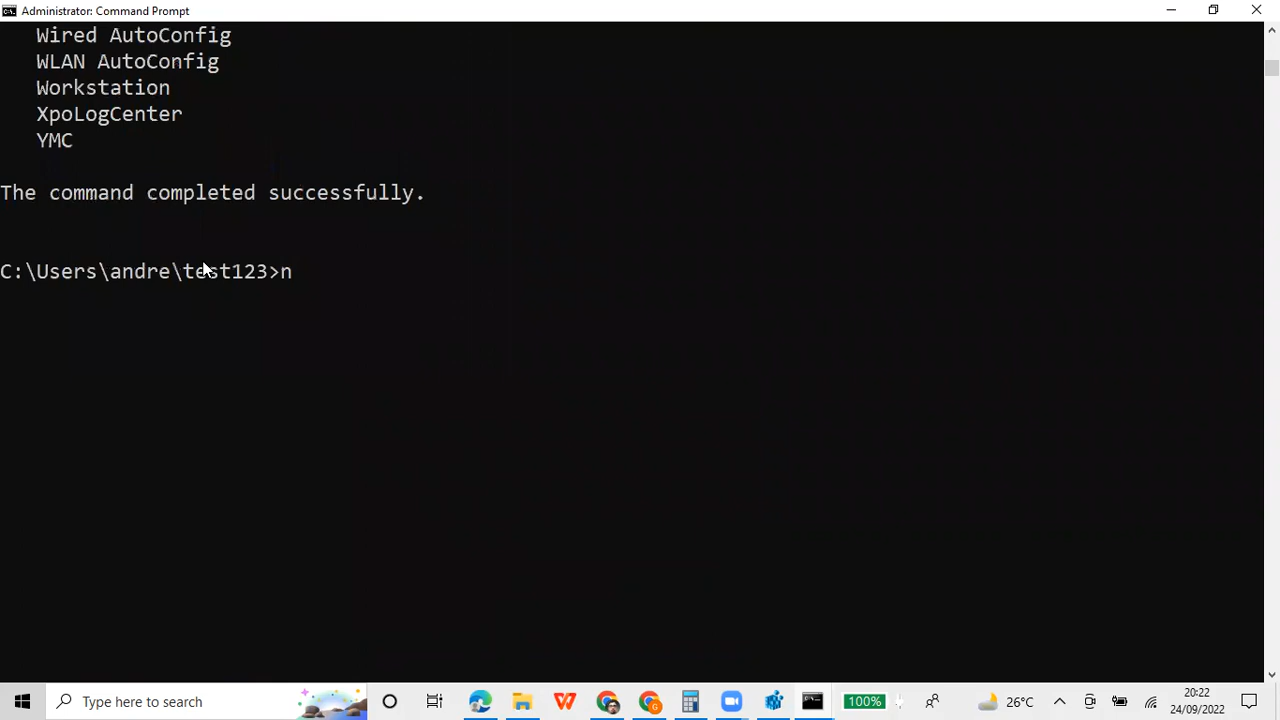 Administrator: Command Prompt
Wired AutoConfig
WLAN AutoConfig
Workstation
XpoLogCenter
YMC
The command completed successfully.
C:\Users\andre\test123>n
Type here to search
100%
26°C
20:22
24/09/2022